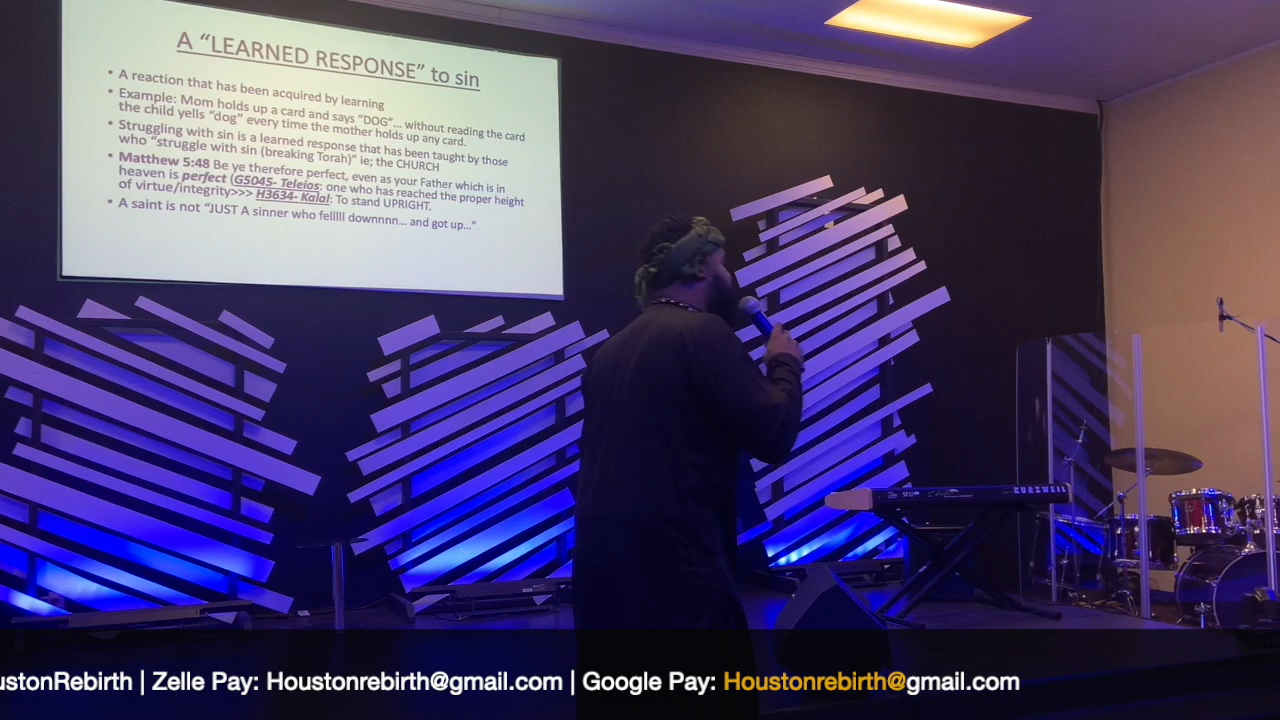 A “LEARNED RESPONSE” to sin
• A reaction that has been acquired by learning
• Example: Mom holds up a card and says “DOG”... without reading the card
the child yells “dog” every time the mother holds up any card.
• Struggling with sin is a learned response that has been taught by those
who “struggle with sin (breaking Torah)” ie; the CHURCH
• Matthew 5:48 Be ye therefore perfect, even as your Father which is in
heaven is perfect (G5045- Teleios: one who has reached the proper height
of virtue/integrity>>> H3634- Kalal: To stand UPRIGHT.
• A saint is not “JUST A sinner who felllll downnnn... and got up...“
KURZWEIL
ustonRebirth | Zelle Pay: Houstonrebirth@gmail.com | Google Pay: Houstonrebirth@gmail.com